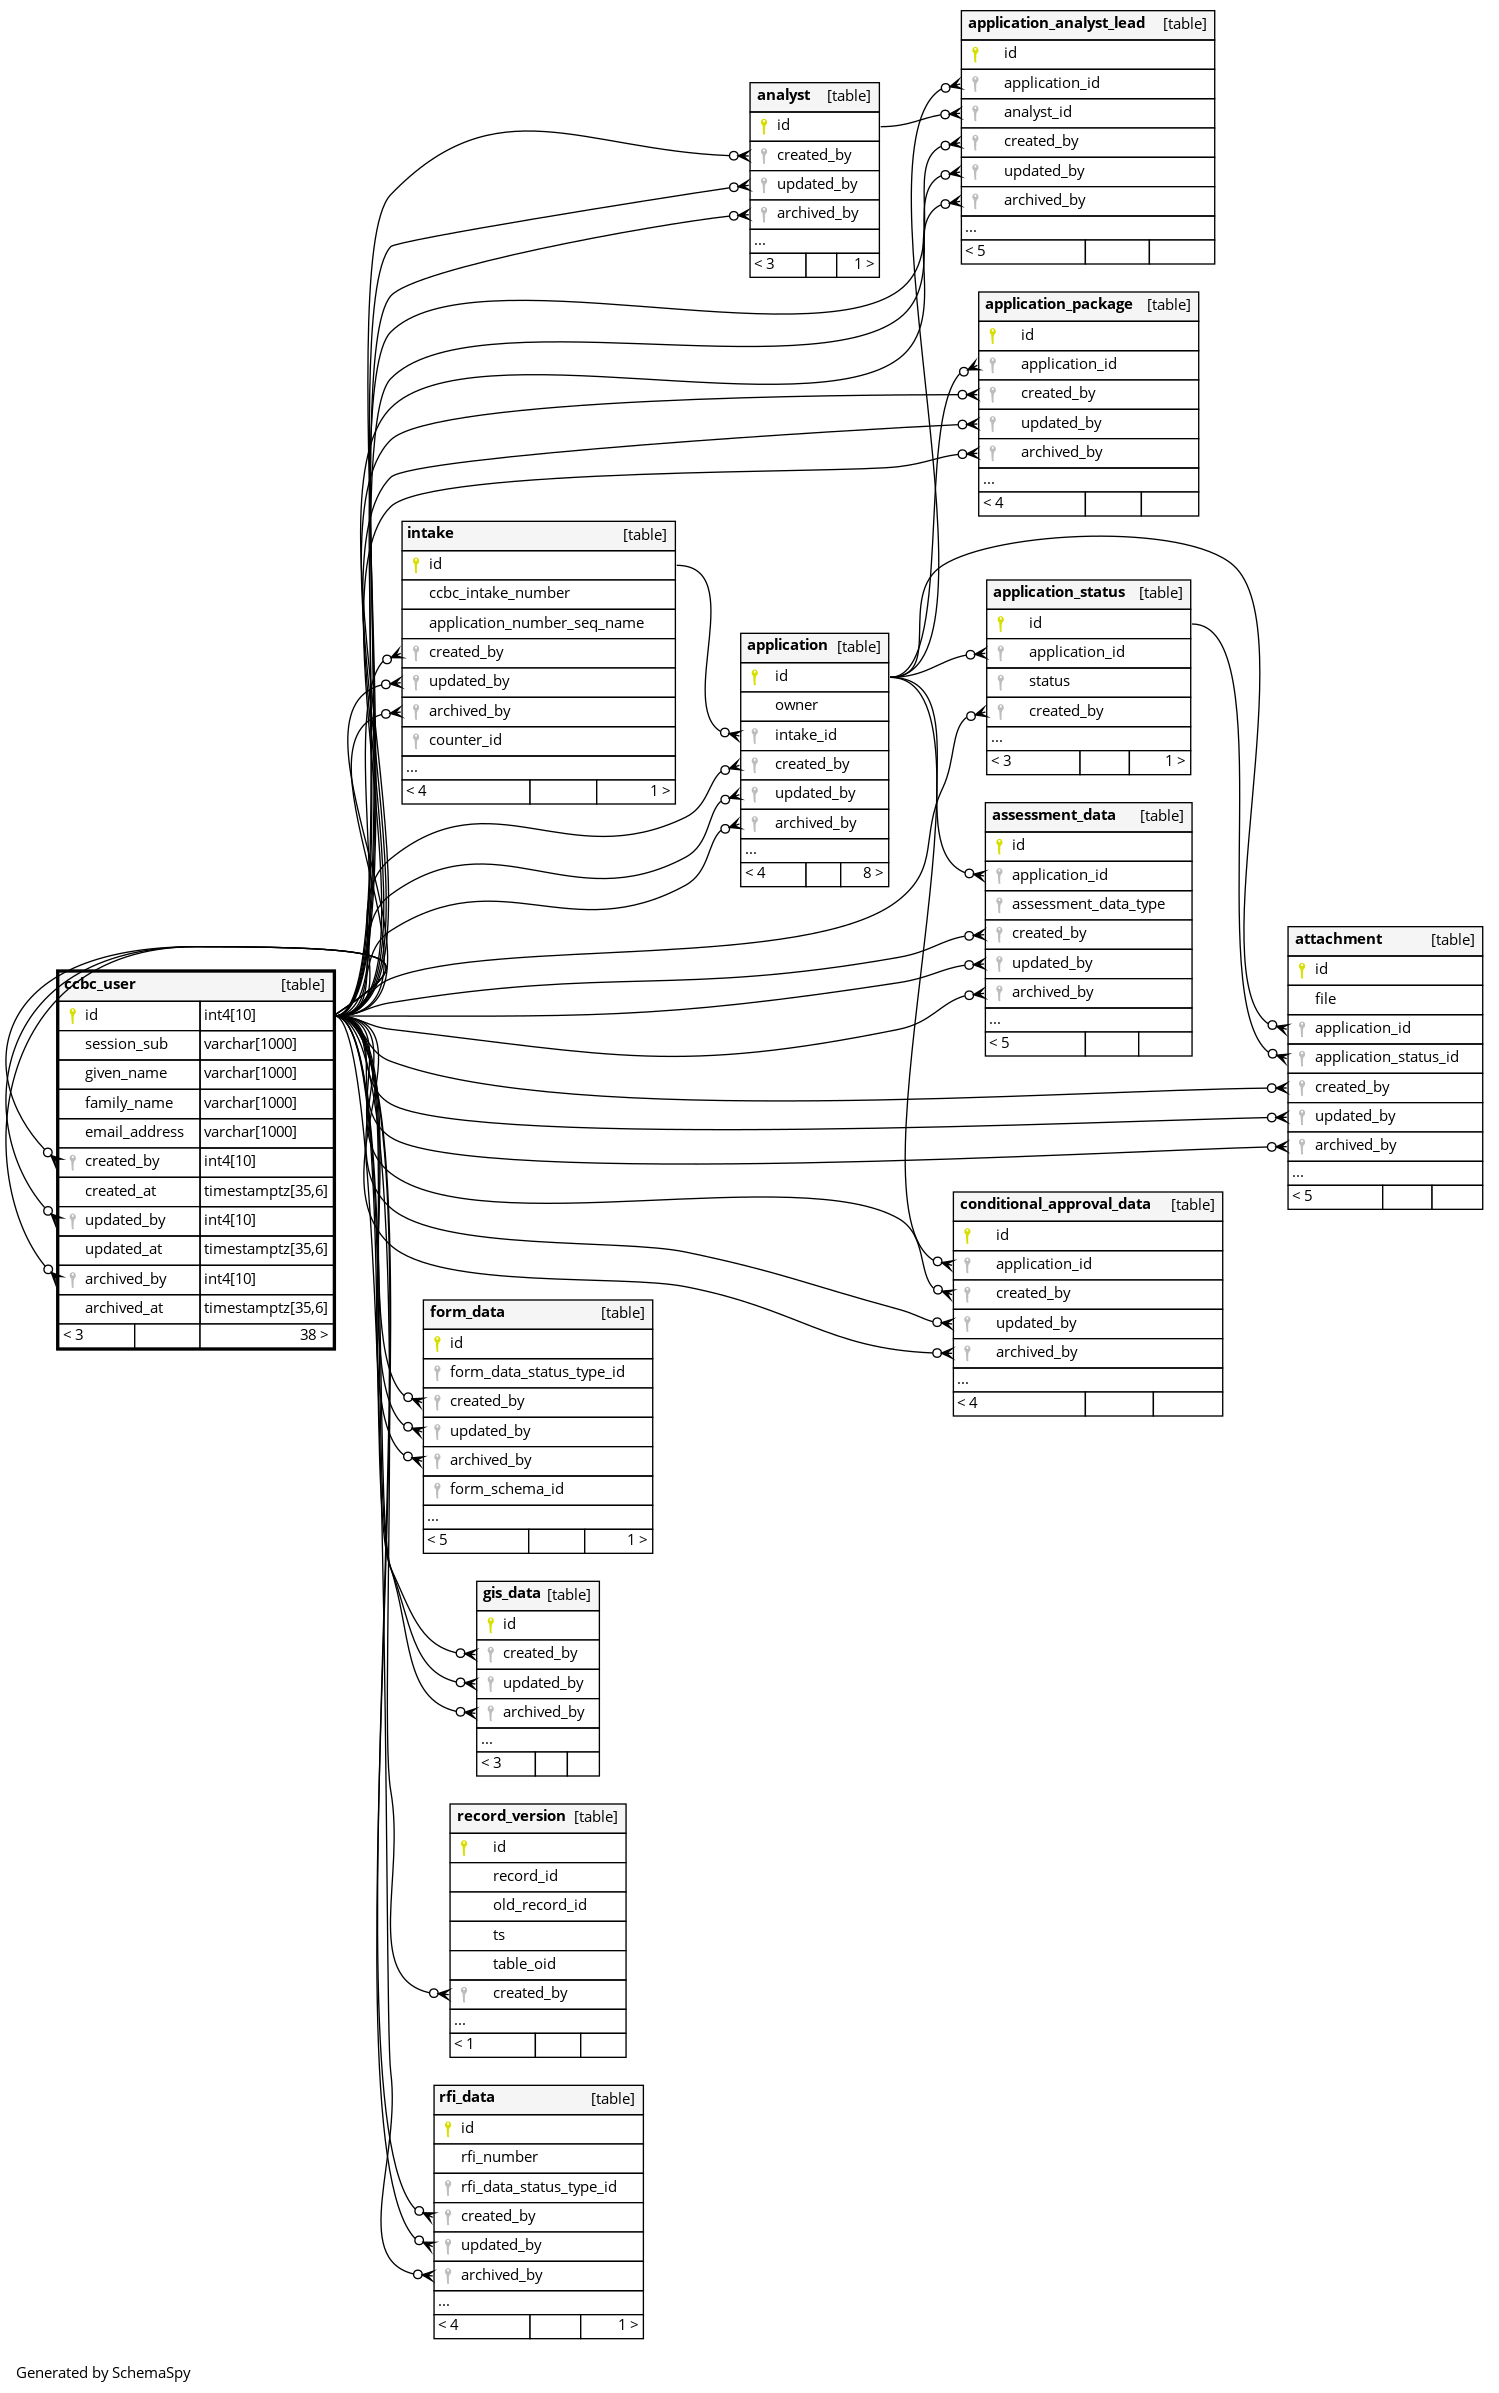 application_analyst_lead [table]
id
application_id
analyst_id
created_by
updated_by
archived_by
...
< 5
analyst [table]
id
created_by
updated_by
archived_by
...
< 3 1 >
application_package [table]
id
application_id
created_by
updated_by
archived_by
...
< 4
intake [table]
id
ccbc_intake_number
application_number_seq_name
created_by
updated_by
archived_by
counter_id
...
< 4 1 >
application [table]
id
owner
intake_id
created_by
updated_by
archived_by
...
< 4 8 >
application_status [table]
id
application_id
status
created_by
...
< 3 1 >
assessment_data [table]
id
application_id
assessment_data_type
created_by
updated_by
archived_by
...
< 5
attachment [table]
id
file
application_id
application_status_id
created_by
updated_by
archived_by
...
< 5
ccbc_user [table]
id int4[10]
session_sub varchar[1000]
given_name varchar[1000]
family_name varchar[1000]
email_address varchar[1000]
created_by int4[10]
created_at timestamptz[35,6]
updated_by int4[10]
updated_at timestamptz[35,6]
archived_by int4[10]
archived_at timestamptz[35,6]
< 3 38 >
conditional_approval_data [table]
id
application_id
created_by
updated_by
archived_by
...
< 4
form_data [table]
id
form_data_status_type_id
created_by
updated_by
archived_by
form_schema_id
...
< 5 1 >
gis_data [table]
id
created_by
updated_by
archived_by
...
< 3
record_version [table]
id
record_id
old_record_id
ts
table_oid
created_by
...
< 1
rfi_data [table]
id
rfi_number
rfi_data_status_type_id
created_by
updated_by
archived_by
...
< 4 1 >
Generated by SchemaSpy